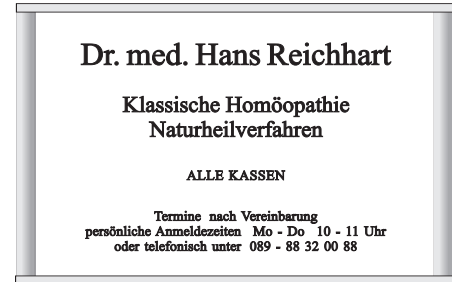 Dr. med. Hans Reichhart
Klassische Homöopathie
Naturheilverfahren
ALLE KASSEN
Termine nach Vereinbarung
persönliche Anmeldezeiten Mo - Do 10 - 11 Uhr
oder telefonisch unter 089 - 88 32 00 88